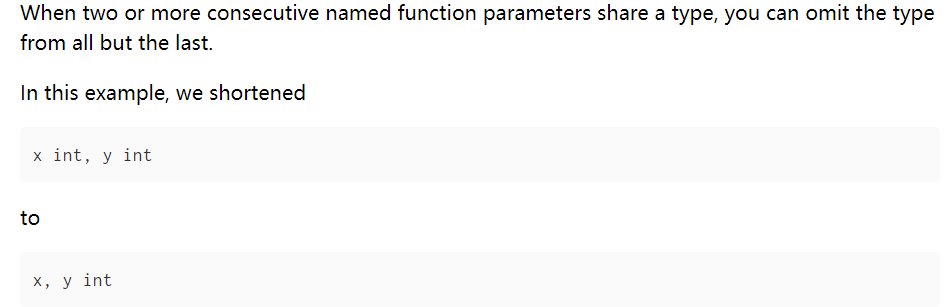 When two or more consecutive named function parameters share a type, you can omit the type
from all but the last.
In this example, we shortened
x int, y int
to
x, y int